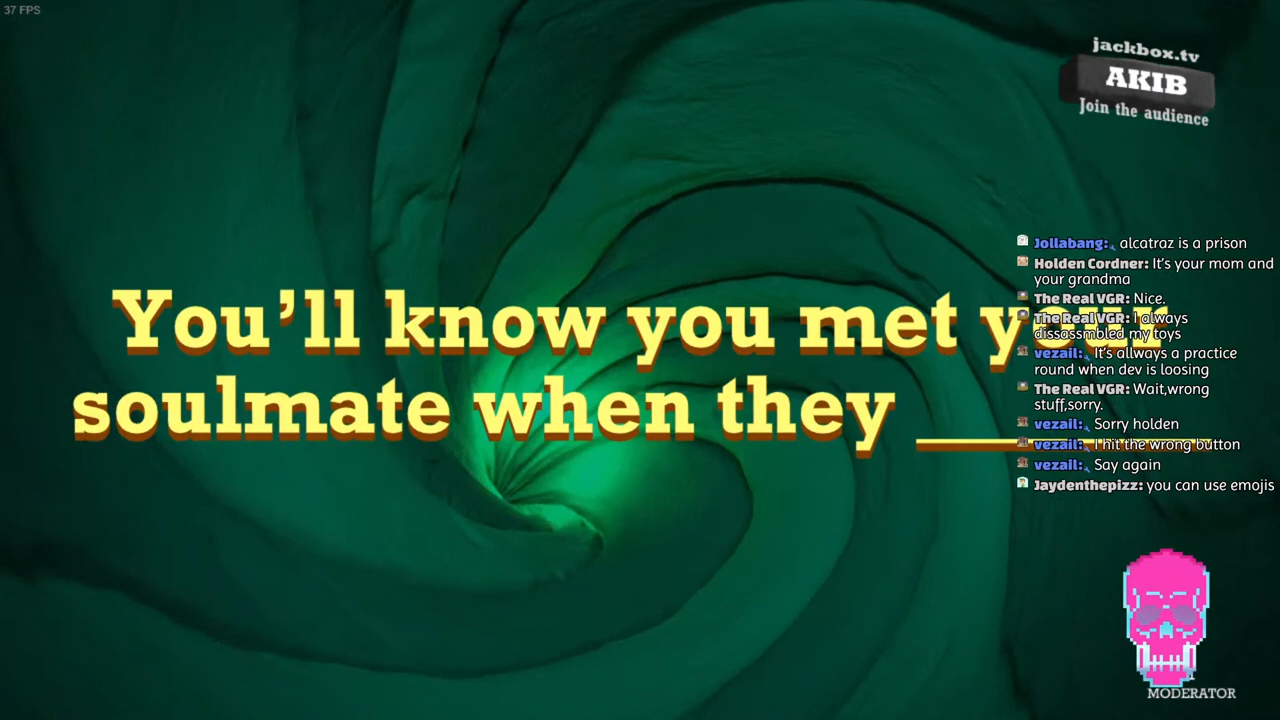 37 FPS
jackbox.tv
AKIB
Join the audience
You'll know you met your
soulmate when they ________
Jollabang: alcatraz is a prison
Holden Cordner: It's your mom and
your grandma
The Real VGR: Nice.
The Real VGR: I always
dissassmbled my toys
vezail: It's allways a practice
round when dev is loosing
The Real VGR: Wait,wrong
stuff,sorry.
vezail: Sorry holden
vezail: I hit the wrong button
vezail: Say again
Jaydenthepizz: you can use emojis
MODERATOR